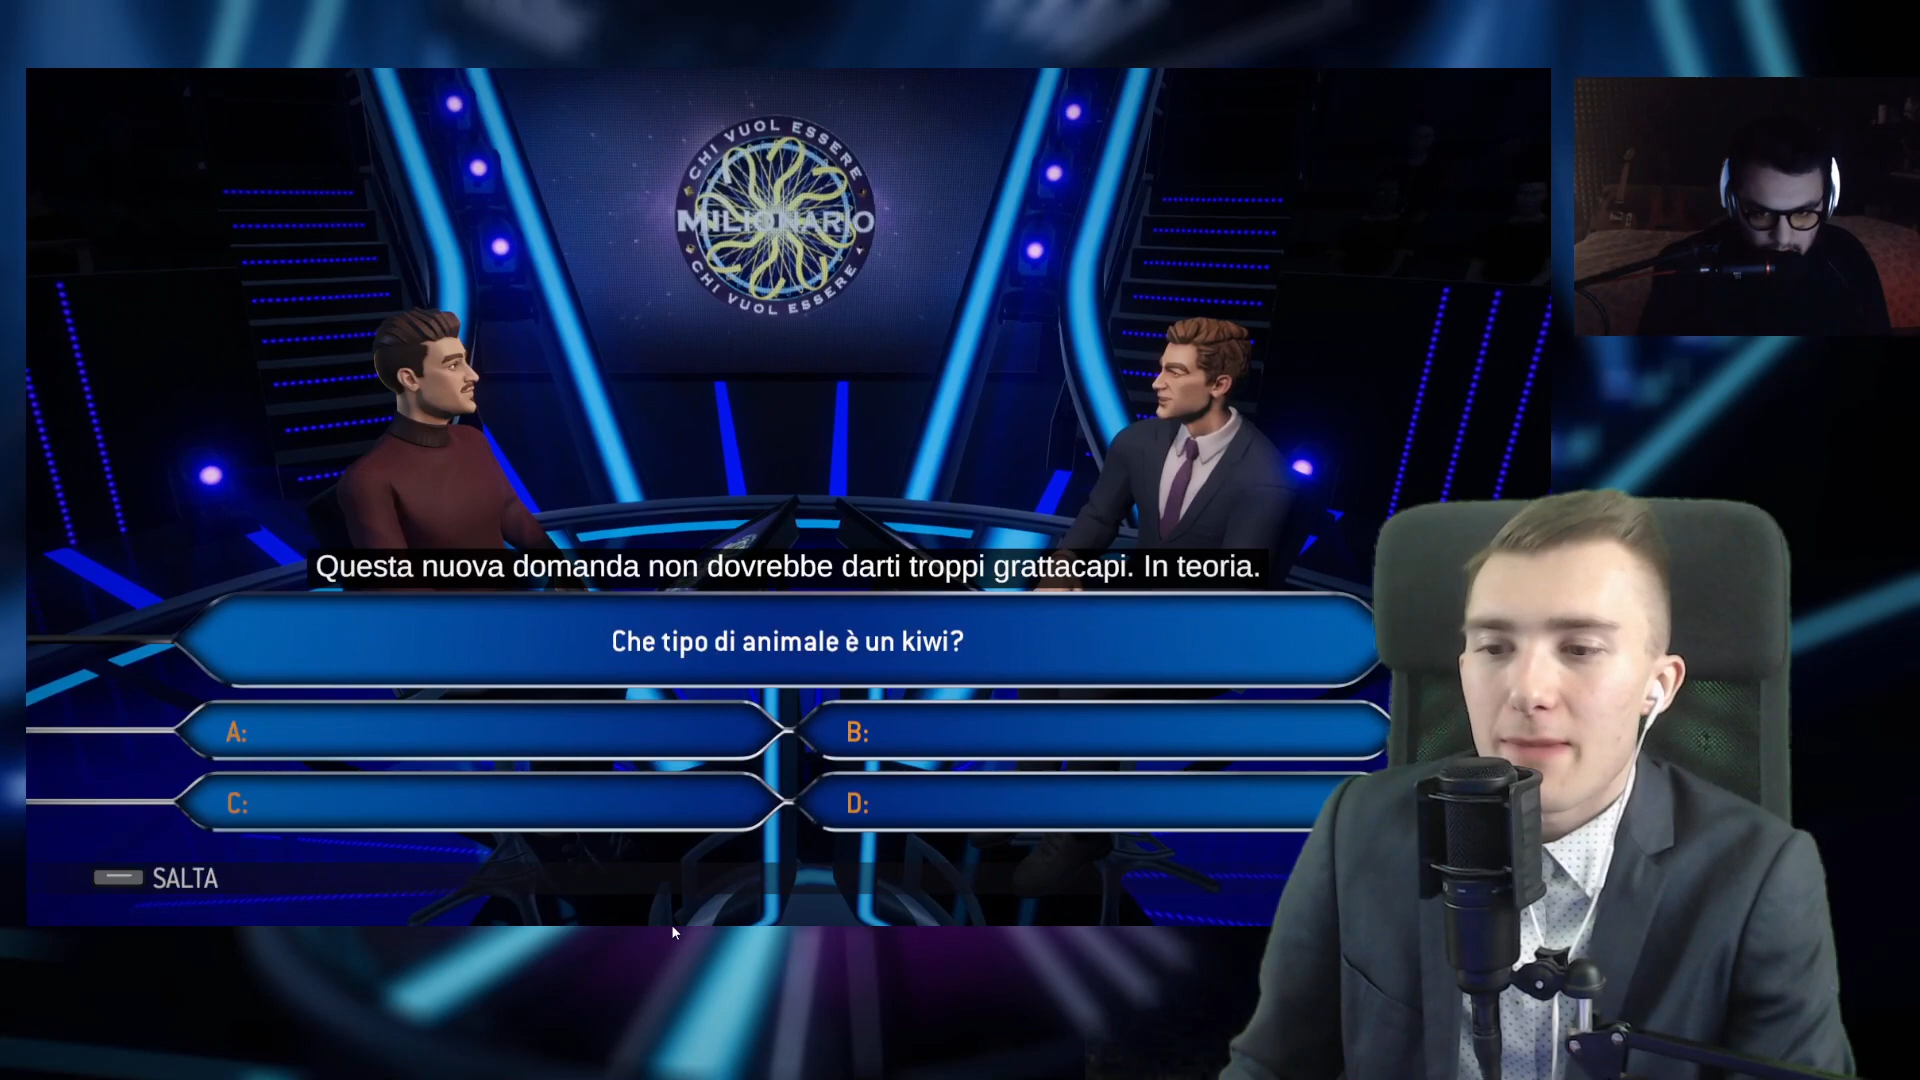 CHI VUOL ESSERE
MILIONARIO
CHI VUOL ESSERE
Questa nuova domanda non dovrebbe darti troppi grattacapi. In teoria.
Che tipo di animale è un kiwi?
A:
B:
C:
D:
SALTA